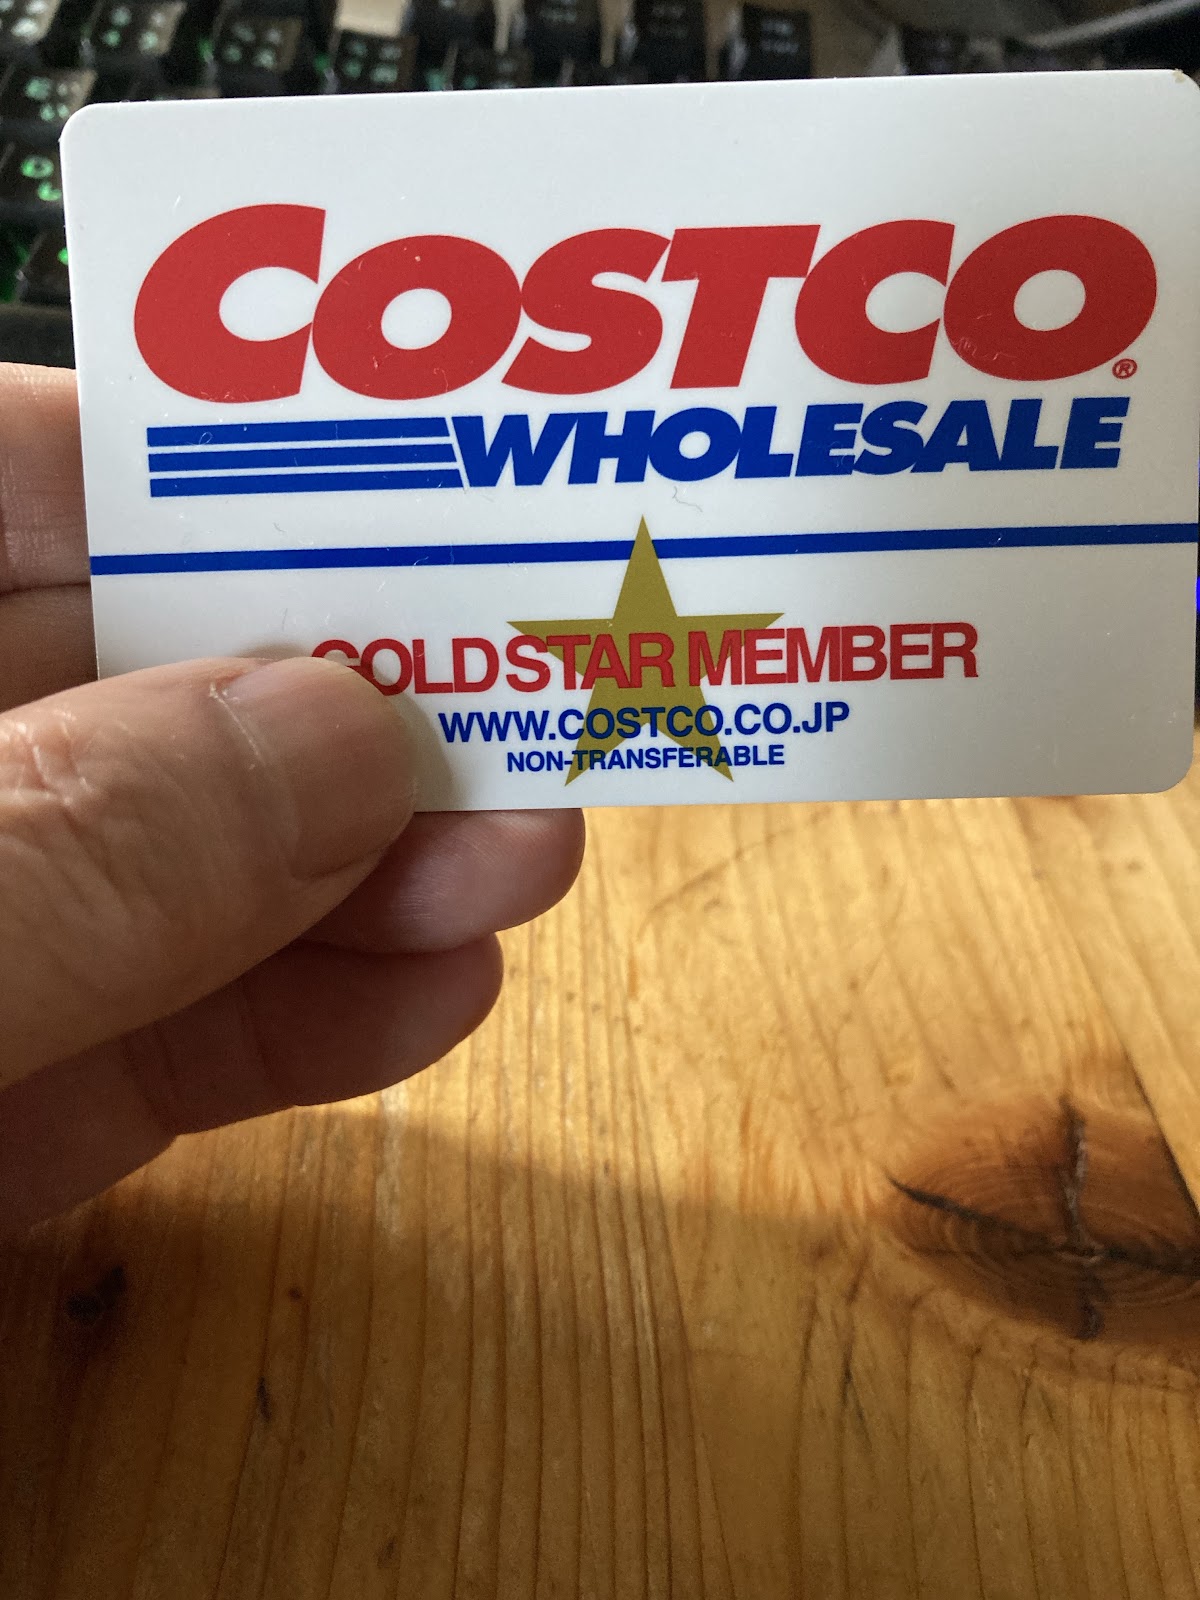 COSTCO®
WHOLESALE
GOLD STAR MEMBER
WWW.COSTCO.CO.JP
NON-TRANSFERABLE